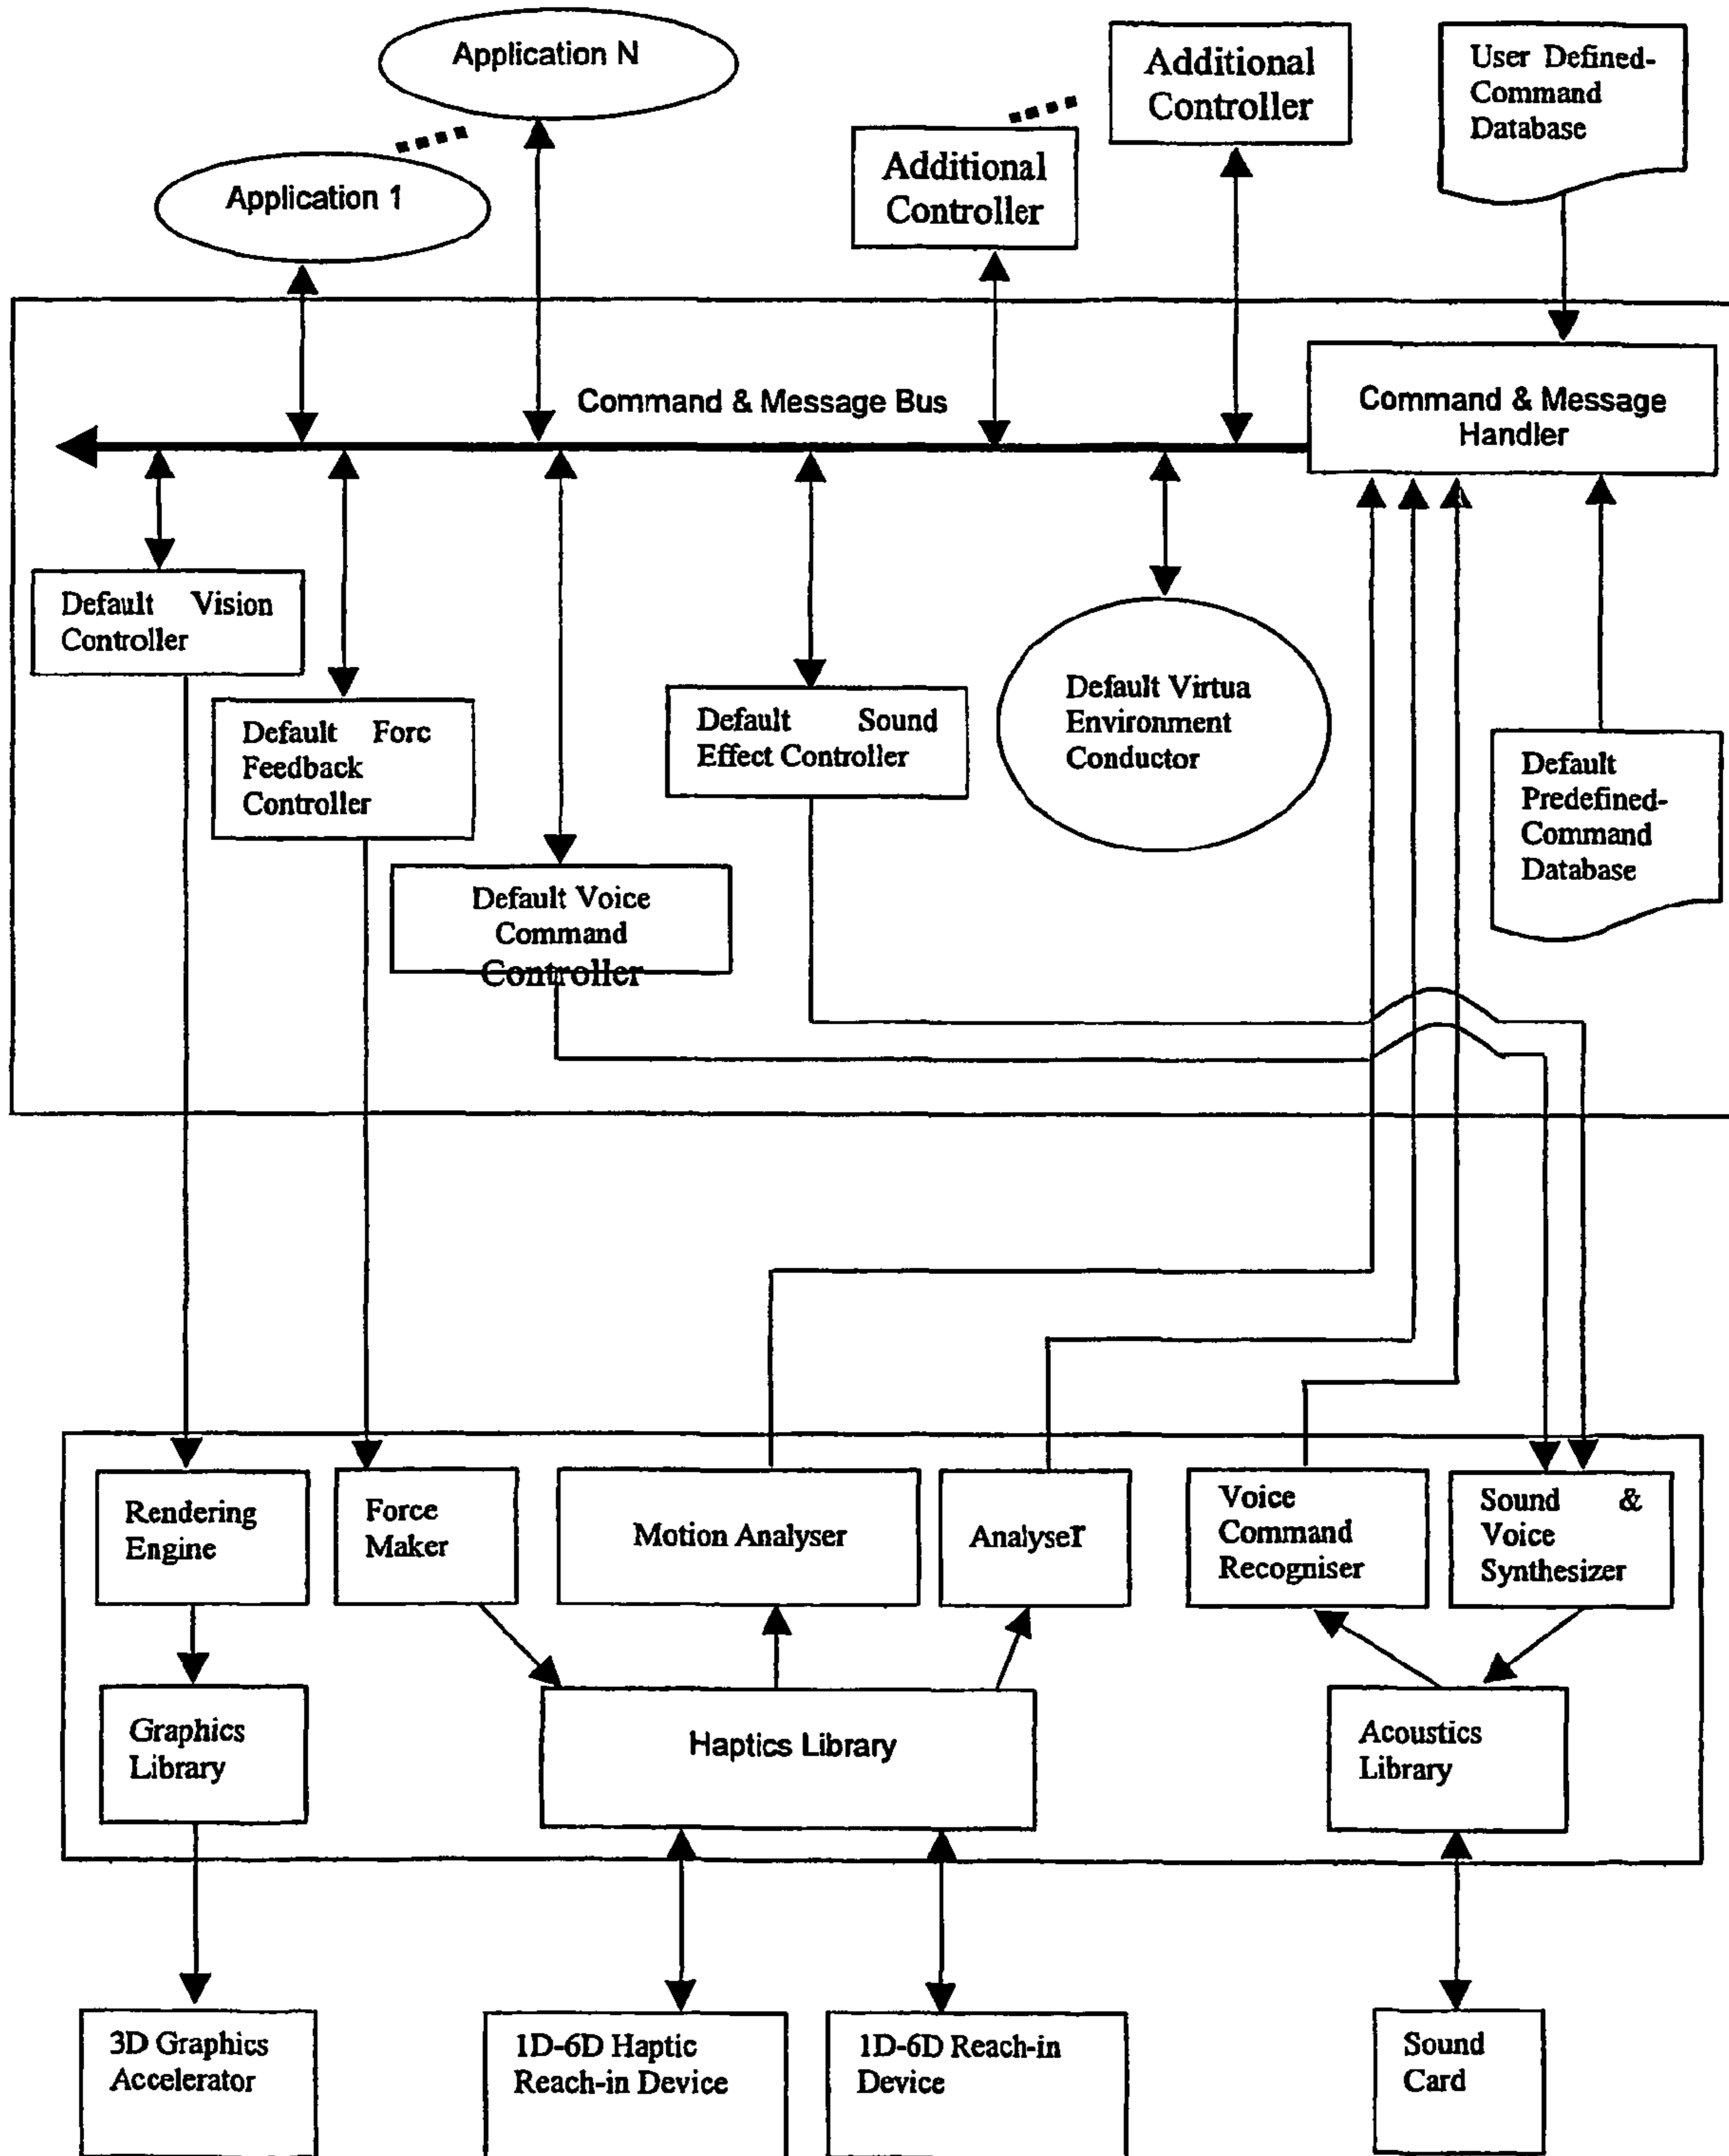 Application N
Additional
Controller
User Defined-
Command
Database
Application 1
Additional
Controller
Command & Message Bus
Command & Message
Handler
Default Vision
Controller
Default Forc
Feedback
Controller
Default Sound
Effect Controller
Default Virtua
Environment
Conductor
Default
Predefined-
Command
Database
Default Voice
Command
Controller
Rendering
Engine
Force
Maker
Motion Analyser
Analyser
Voice
Command
Recogniser
Sound &
Voice
Synthesizer
Graphics
Library
Haptics Library
Acoustics
Library
3D Graphics
Accelerator
1D-6D Haptic
Reach-in Device
1D-6D Reach-in
Device
Sound
Card